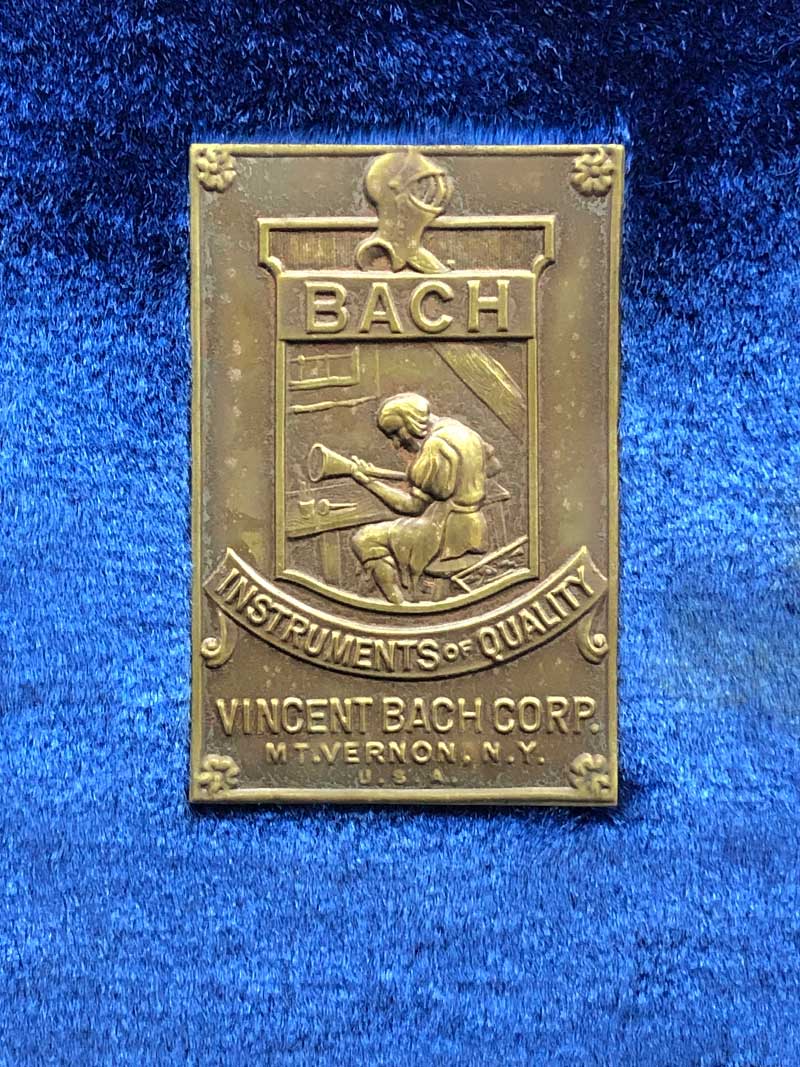 BACH
INSTRUMENTS OF QUALITY
VINCENT BACH CORP.
MT. VERNON, N.Y.
U.S.A.